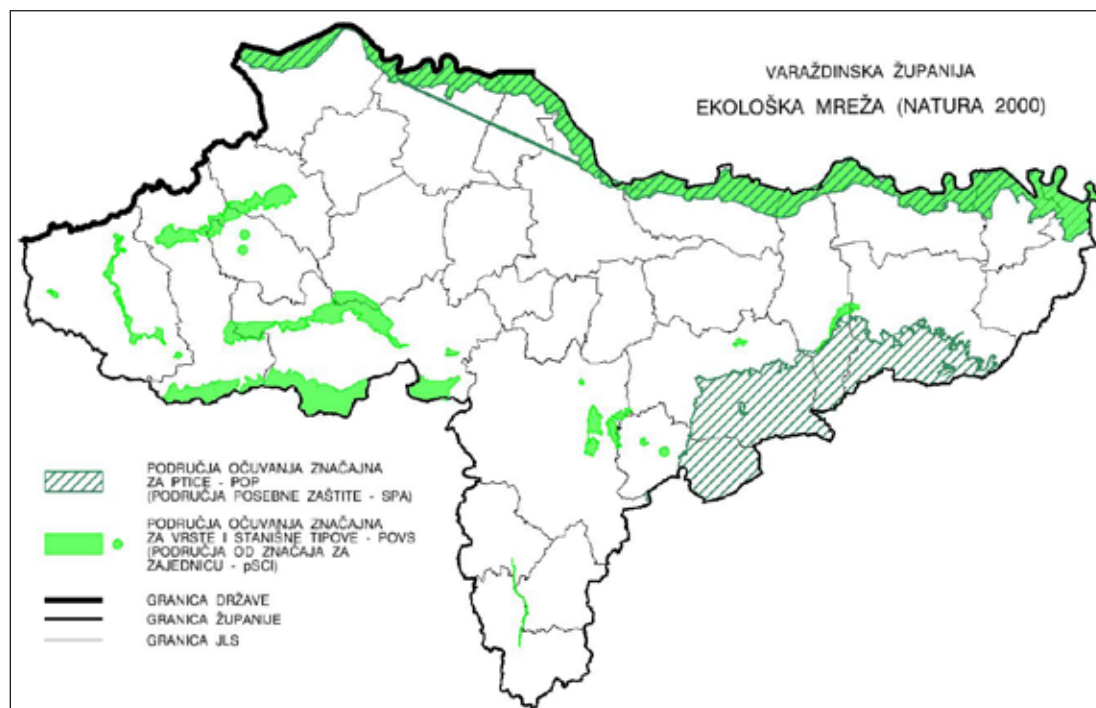 VARAŽDINSKA ŽUPANIJA
EKOLOŠKA MREŽA (NATURA 2000)
PODRUČJA OČUVANJA ZNAČAJNA
ZA PTICE - POP
(PODRUČJA POSEBNE ZAŠTITE - SPA)
PODRUČJA OČUVANJA ZNAČAJNA
ZA VRSTE I STANIŠNE TIPOVE - POVS
(PODRUČJA OD ZNAČAJA ZA
ZAJEDNICU - pSCI)
GRANICA DRŽAVE
GRANICA ŽUPANIJE
GRANICA JLS